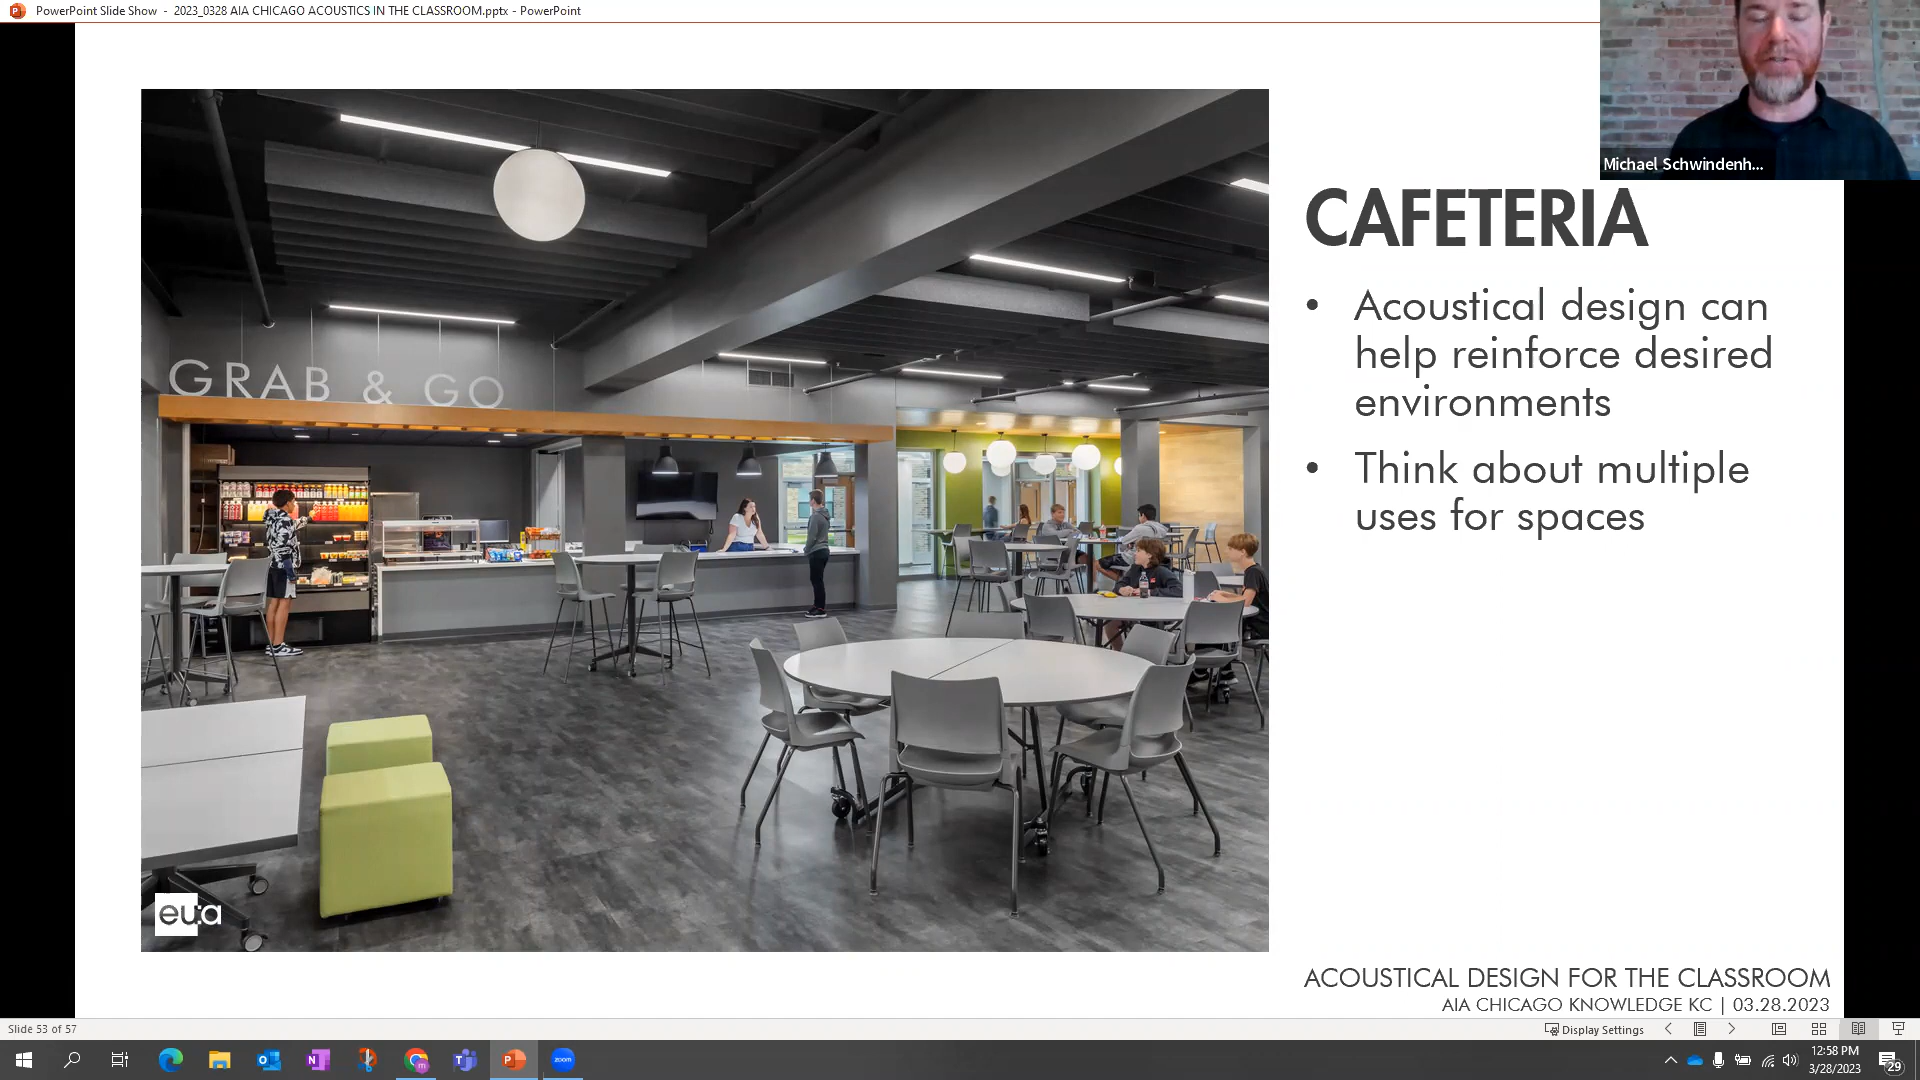 PowerPoint Slide Show - 2023_0328 AIA CHICAGO ACOUSTICS IN THE CLASSROOM.pptx - PowerPoint
Michael Schwindenh...
GRAB & GO
CAFETERIA
• Acoustical design can
help reinforce desired
environments
• Think about multiple
uses for spaces
eu:a
ACOUSTICAL DESIGN FOR THE CLASSROOM
AIA CHICAGO KNOWLEDGE KC | 03.28.2023
Slide 53 of 57
Display Settings
zoom
12:58 PM
3/28/2023
29